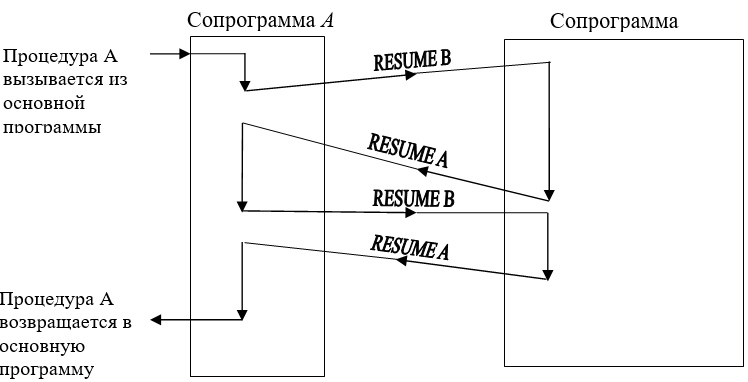 Сопрограмма A
Сопрограмма
Процедура А
вызывается из
основной
программы
RESUME B
RESUME A
RESUME B
RESUME A
Процедура А
возвращается в
основную
программу